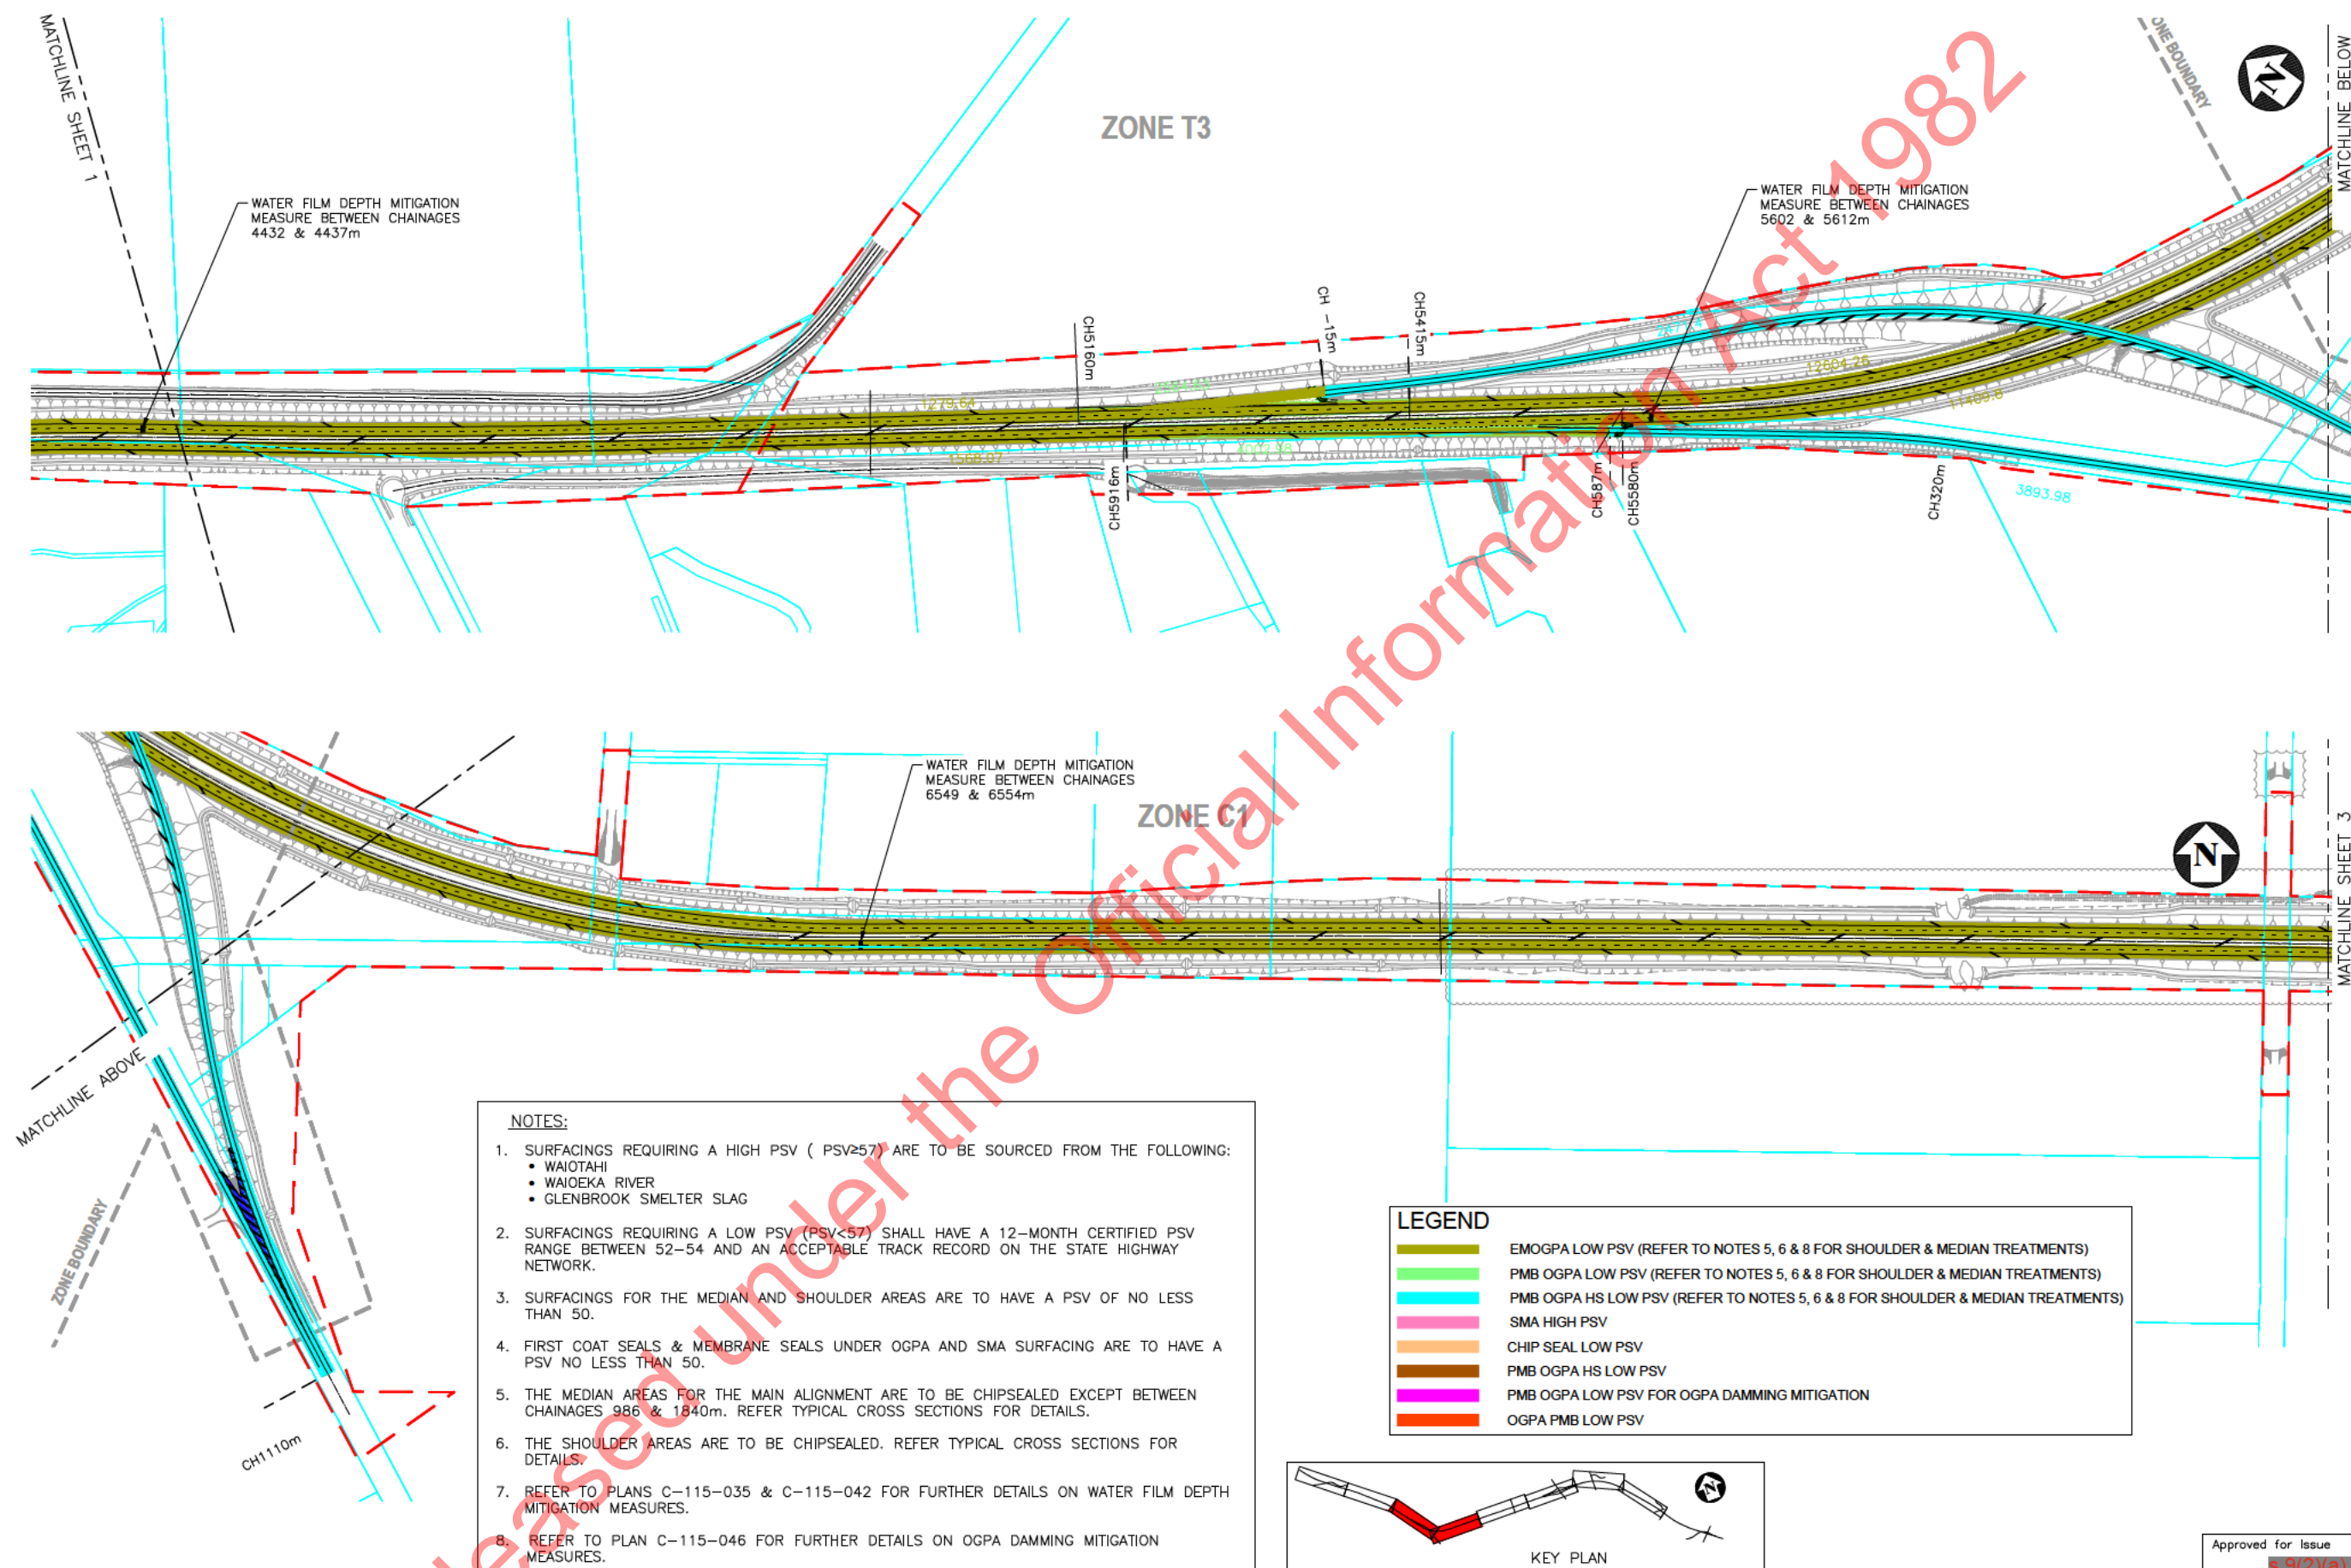 MATCHLINE SHEET 1
WATER FILM DEPTH MITIGATION
MEASURE BETWEEN CHAINAGES
4432 & 4437m
ZONE T3
WATER FILM DEPTH MITIGATION
MEASURE BETWEEN CHAINAGES
5602 & 5612m
ONE BOUNDARY
N
MATCHLINE BELOW
CH5160m
CH -15m
CH5415m
1279.64
12604.26
11409.8
CH5916m
CH587m
CH5580m
CH320m
3893.98
WATER FILM DEPTH MITIGATION
MEASURE BETWEEN CHAINAGES
6549 & 6554m
ZONE C1
N
MATCHLINE SHEET 3
MATCHLINE ABOVE
ZONE BOUNDARY
CH1110m
NOTES:
1. SURFACINGS REQUIRING A HIGH PSV ( PSV≥57) ARE TO BE SOURCED FROM THE FOLLOWING:
• WAIOTAHI
• WAIOEKA RIVER
• GLENBROOK SMELTER SLAG
2. SURFACINGS REQUIRING A LOW PSV (PSV<57) SHALL HAVE A 12-MONTH CERTIFIED PSV
RANGE BETWEEN 52-54 AND AN ACCEPTABLE TRACK RECORD ON THE STATE HIGHWAY
NETWORK.
3. SURFACINGS FOR THE MEDIAN AND SHOULDER AREAS ARE TO HAVE A PSV OF NO LESS
THAN 50.
4. FIRST COAT SEALS & MEMBRANE SEALS UNDER OGPA AND SMA SURFACING ARE TO HAVE A
PSV NO LESS THAN 50.
5. THE MEDIAN AREAS FOR THE MAIN ALIGNMENT ARE TO BE CHIPSEALED EXCEPT BETWEEN
CHAINAGES 986 & 1840m. REFER TYPICAL CROSS SECTIONS FOR DETAILS.
6. THE SHOULDER AREAS ARE TO BE CHIPSEALED. REFER TYPICAL CROSS SECTIONS FOR
DETAILS.
7. REFER TO PLANS C-115-035 & C-115-042 FOR FURTHER DETAILS ON WATER FILM DEPTH
MITIGATION MEASURES.
8. REFER TO PLAN C-115-046 FOR FURTHER DETAILS ON OGPA DAMMING MITIGATION
MEASURES.
LEGEND
EMOGPA LOW PSV (REFER TO NOTES 5, 6 & 8 FOR SHOULDER & MEDIAN TREATMENTS)
PMB OGPA LOW PSV (REFER TO NOTES 5, 6 & 8 FOR SHOULDER & MEDIAN TREATMENTS)
PMB OGPA HS LOW PSV (REFER TO NOTES 5, 6 & 8 FOR SHOULDER & MEDIAN TREATMENTS)
SMA HIGH PSV
CHIP SEAL LOW PSV
PMB OGPA HS LOW PSV
PMB OGPA LOW PSV FOR OGPA DAMMING MITIGATION
OGPA PMB LOW PSV
N
KEY PLAN
Approved for Issue
s 9(2)(a)
eased under the Official Information Act 1982